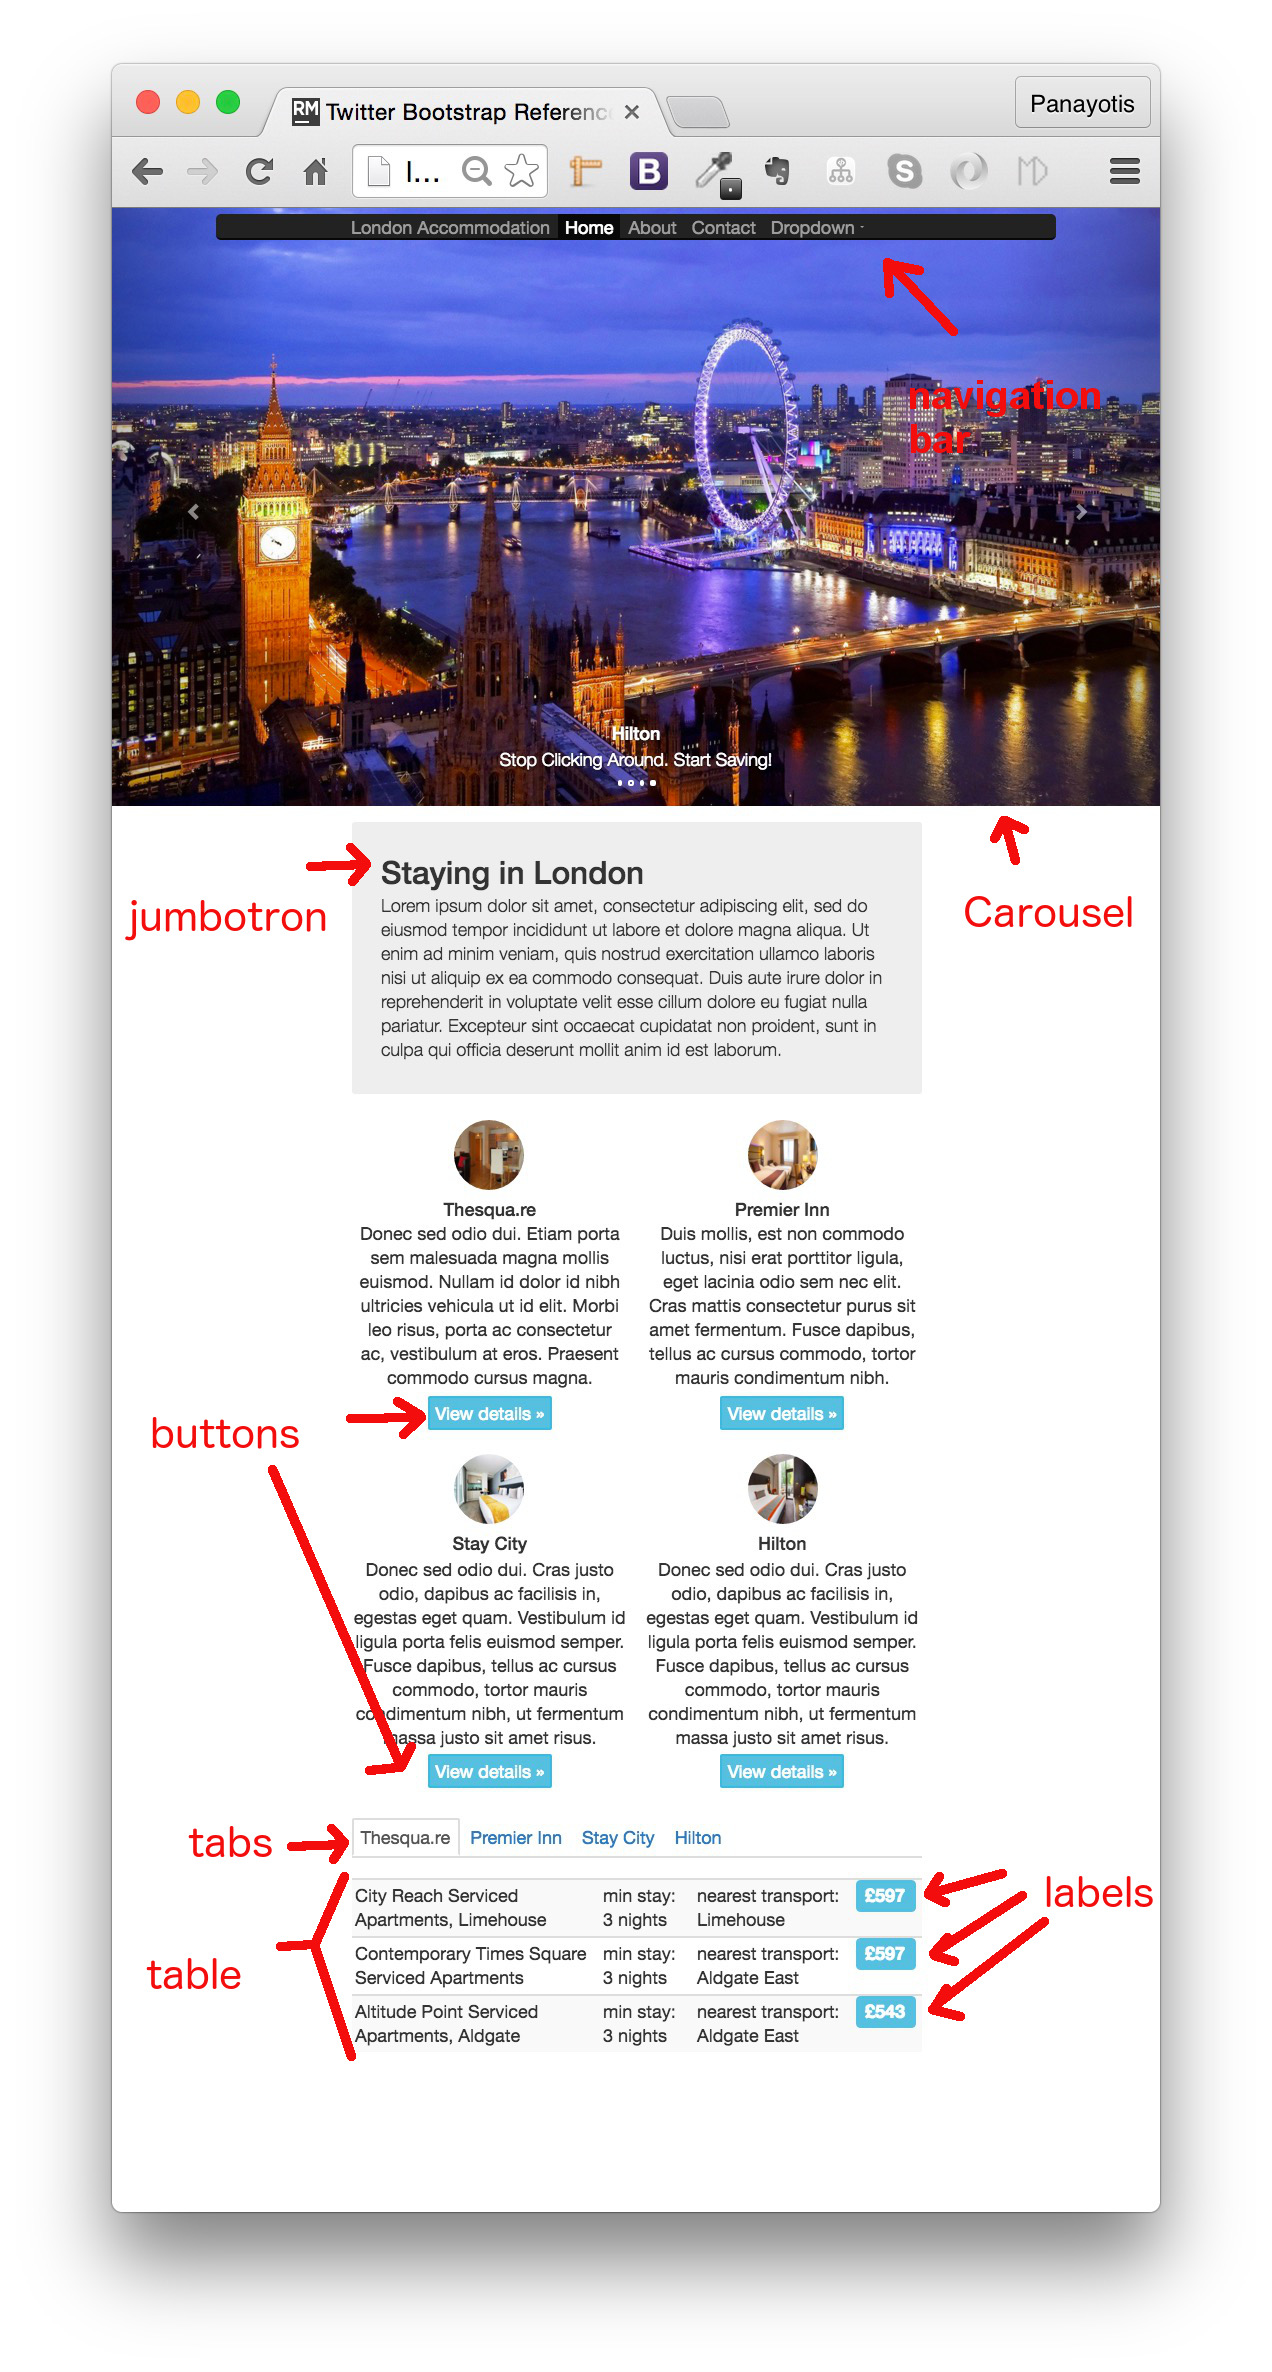 RM Twitter Bootstrap Referenc
Panayotis
l...
B
S
London Accommodation Home About Contact Dropdown
navigation
bar
Hilton
Stop Clicking Around. Start Saving!
jumbotron
Carousel
Staying in London
Lorem ipsum dolor sit amet, consectetur adipiscing elit, sed do
eiusmod tempor incididunt ut labore et dolore magna aliqua. Ut
enim ad minim veniam, quis nostrud exercitation ullamco laboris
nisi ut aliquip ex ea commodo consequat. Duis aute irure dolor in
reprehenderit in voluptate velit esse cillum dolore eu fugiat nulla
pariatur. Excepteur sint occaecat cupidatat non proident, sunt in
culpa qui officia deserunt mollit anim id est laborum.
Thesqua.re
Donec sed odio dui. Etiam porta
sem malesuada magna mollis
euismod. Nullam id dolor id nibh
ultricies vehicula ut id elit. Morbi
leo risus, porta ac consectetur
ac, vestibulum at eros. Praesent
commodo cursus magna.
View details »
Premier Inn
Duis mollis, est non commodo
luctus, nisi erat porttitor ligula,
eget lacinia odio sem nec elit.
Cras mattis consectetur purus sit
amet fermentum. Fusce dapibus,
tellus ac cursus commodo, tortor
mauris condimentum nibh.
View details »
buttons
Stay City
Donec sed odio dui. Cras justo
odio, dapibus ac facilisis in,
egestas eget quam. Vestibulum id
ligula porta felis euismod semper.
Fusce dapibus, tellus ac cursus
commodo, tortor mauris
condimentum nibh, ut fermentum
massa justo sit amet risus.
View details »
Hilton
Donec sed odio dui. Cras justo
odio, dapibus ac facilisis in,
egestas eget quam. Vestibulum id
ligula porta felis euismod semper.
Fusce dapibus, tellus ac cursus
commodo, tortor mauris
condimentum nibh, ut fermentum
massa justo sit amet risus.
View details »
tabs
Thesqua.re Premier Inn Stay City Hilton
table
labels
City Reach Serviced min stay: nearest transport: £597
Apartments, Limehouse 3 nights Limehouse
Contemporary Times Square min stay: nearest transport: £597
Serviced Apartments 3 nights Aldgate East
Altitude Point Serviced min stay: nearest transport: £543
Apartments, Aldgate 3 nights Aldgate East